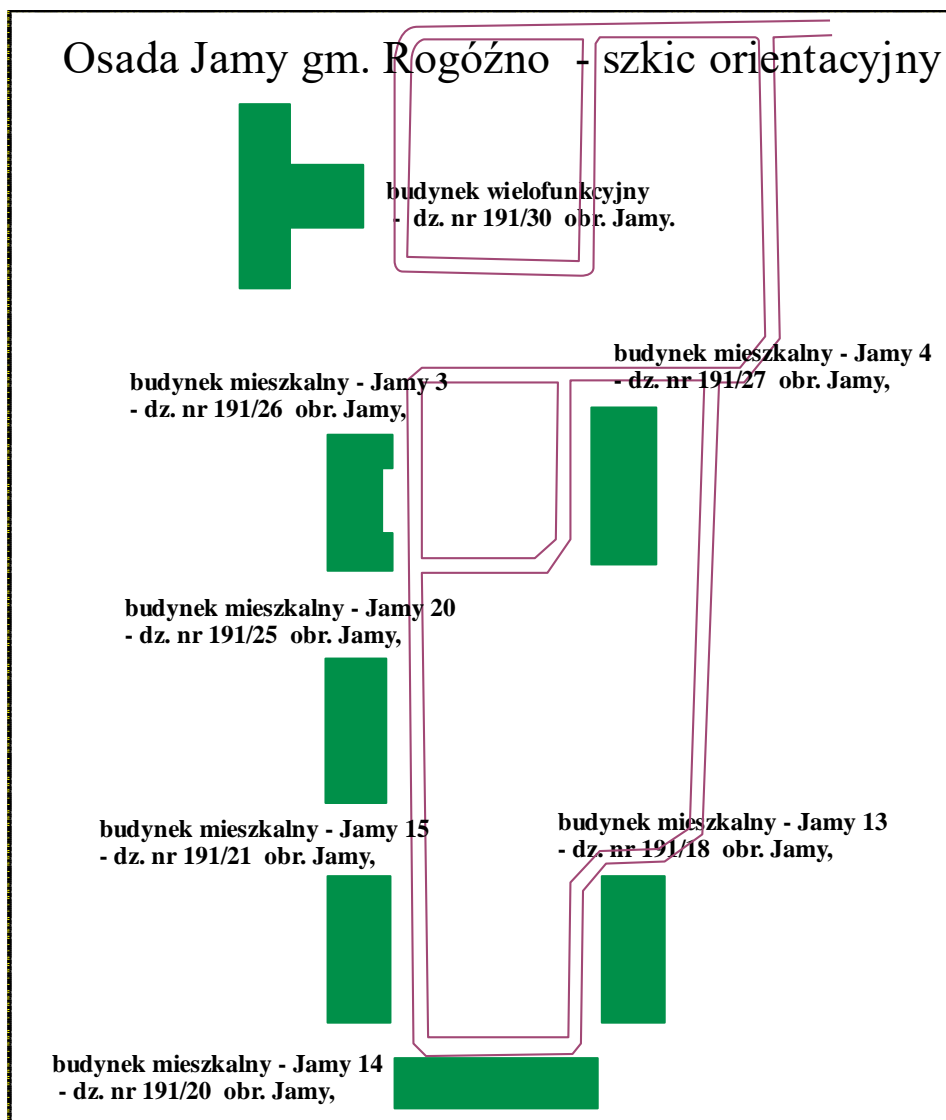 Osada Jamy gm. Rogóźno - szkic orientacyjny
budynek wielofunkcyjny
- dz. nr 191/30 obr. Jamy.
budynek mieszkalny - Jamy 4
- dz. nr 191/27 obr. Jamy,
budynek mieszkalny - Jamy 3
- dz. nr 191/26 obr. Jamy,
budynek mieszkalny - Jamy 20
- dz. nr 191/25 obr. Jamy,
budynek mieszkalny - Jamy 15
- dz. nr 191/21 obr. Jamy,
budynek mieszkalny - Jamy 13
- dz. nr 191/18 obr. Jamy,
budynek mieszkalny - Jamy 14
- dz. nr 191/20 obr. Jamy,